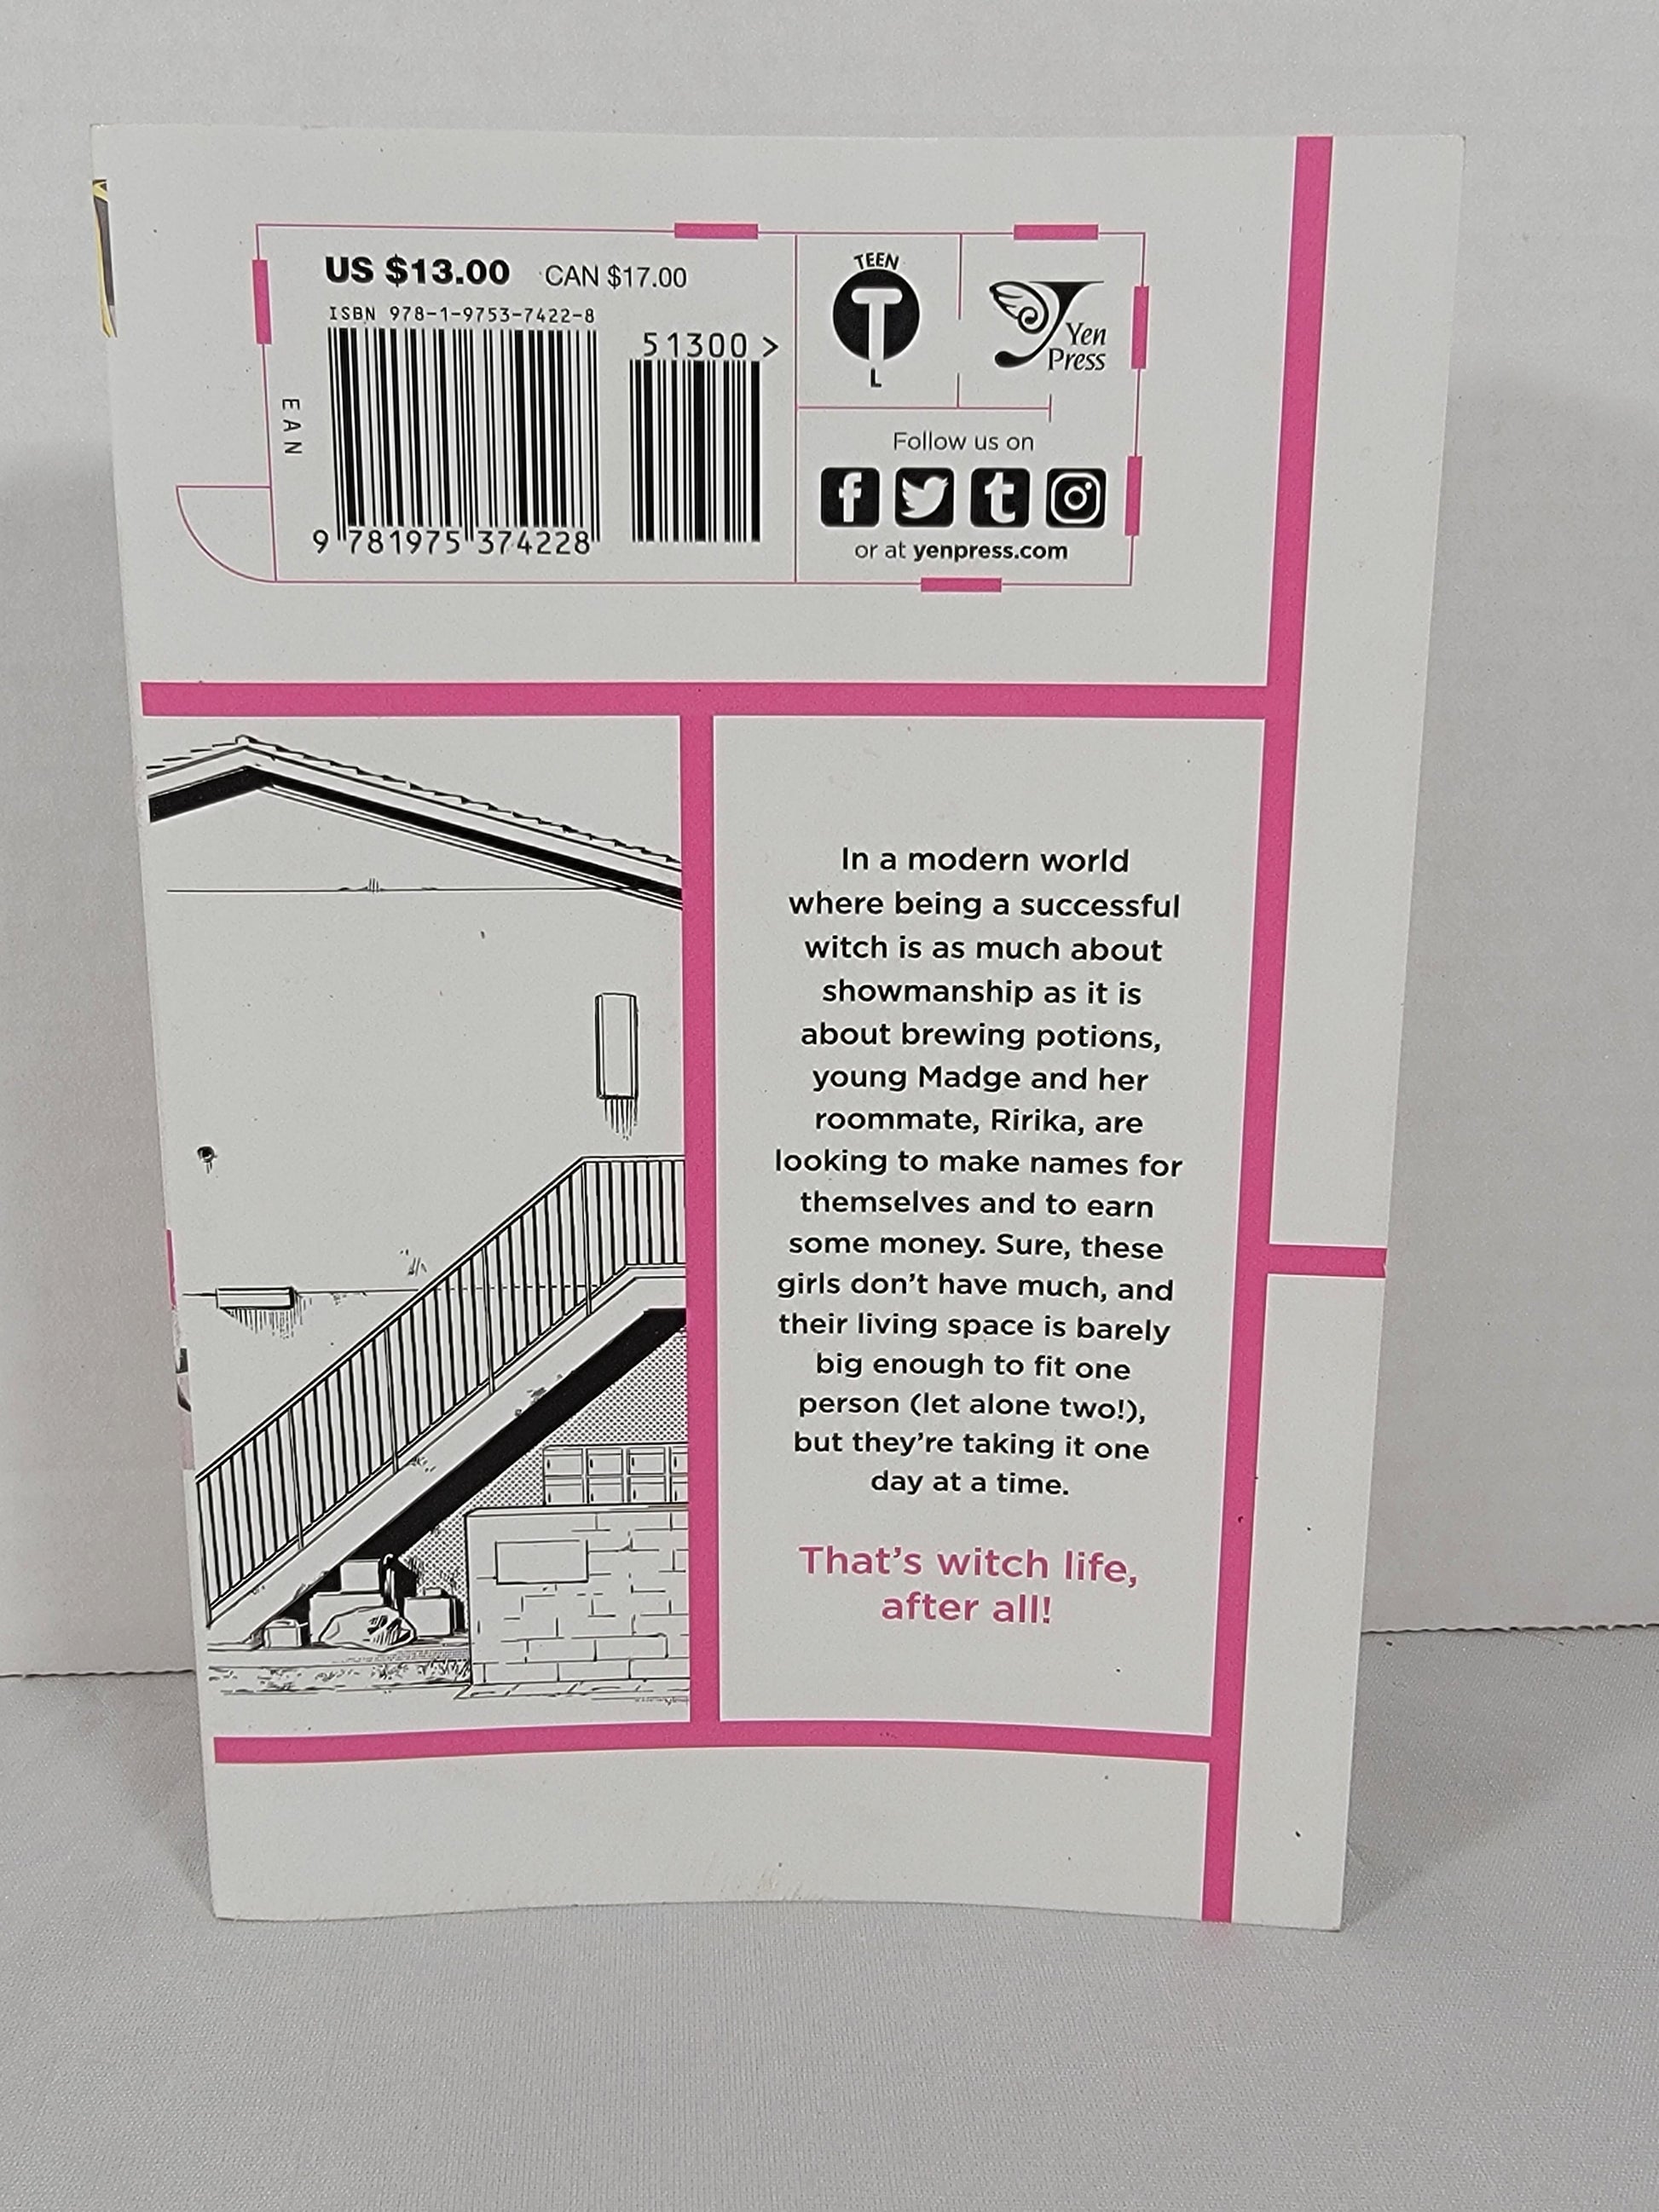 US $13.00 CAN $17.00
ISBN 978-1-9753-7422-8
51300 >
EAN
9 781975 374228
TEEN
T
L
Yen
Press
Follow us on
or at yenpress.com
In a modern world
where being a successful
witch is as much about
showmanship as it is
about brewing potions,
young Madge and her
roommate, Ririka, are
looking to make names for
themselves and to earn
some money. Sure, these
girls don't have much, and
their living space is barely
big enough to fit one
person (let alone two!),
but they're taking it one
day at a time.
That's witch life,
after all!